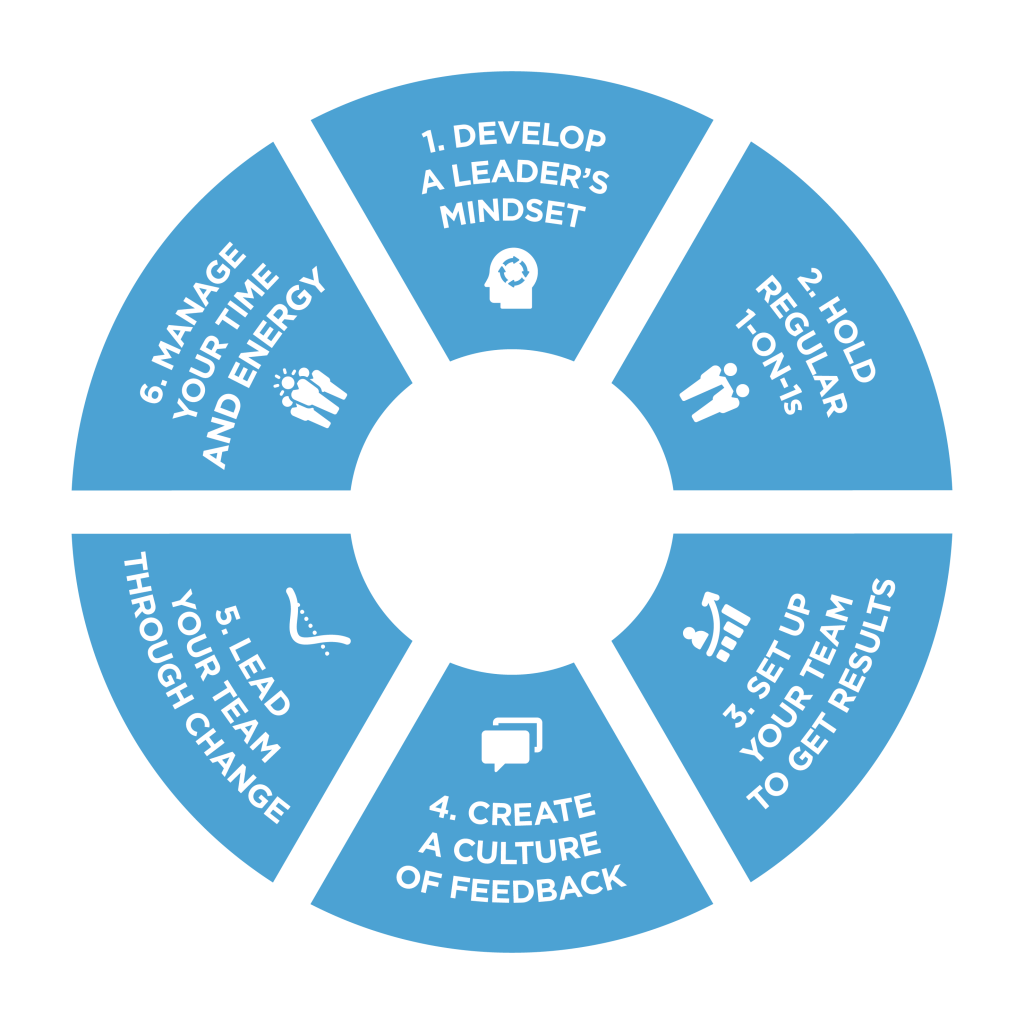 1. DEVELOP
A LEADER’S
MINDSET
2. HOLD
REGULAR
1-ON-1s
3. SET UP
YOUR TEAM
TO GET RESULTS
4. CREATE
A CULTURE
OF FEEDBACK
5. LEAD
YOUR TEAM
THROUGH CHANGE
6. MANAGE
YOUR TIME
AND ENERGY